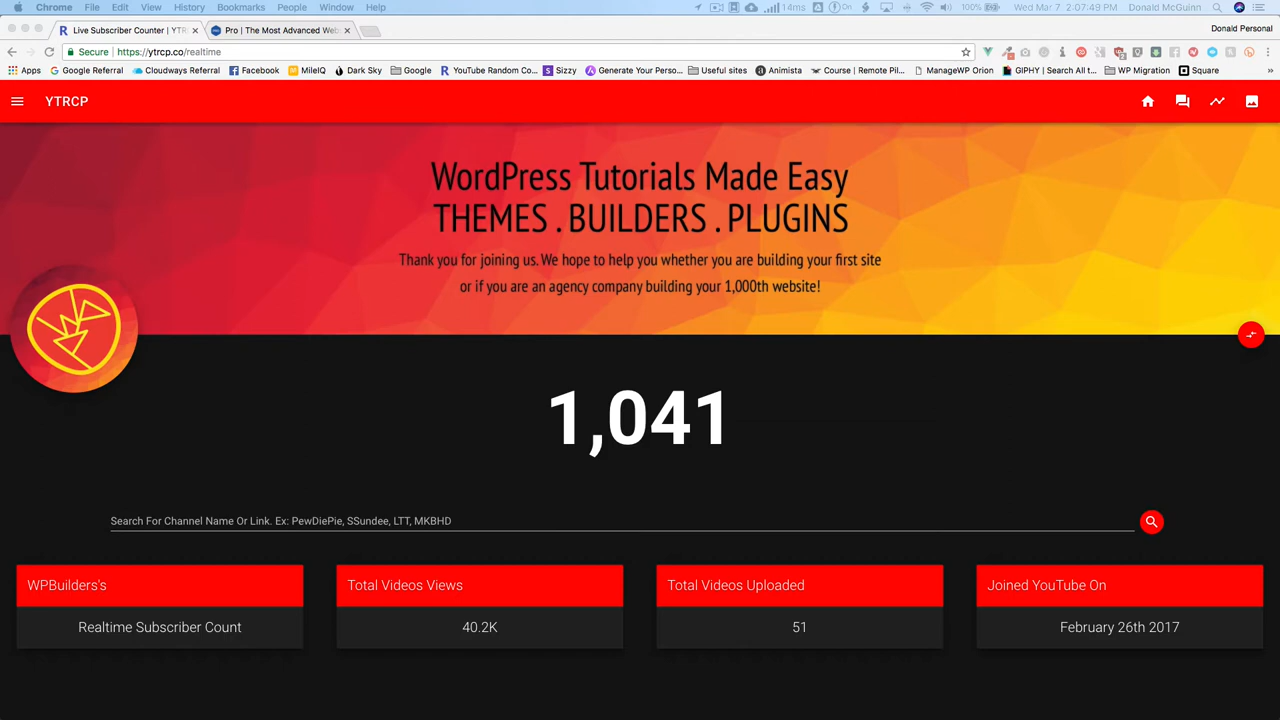 Chrome File Edit View History Bookmarks People Window Help 14ms On 100% Wed Mar 7 2:07:49 PM Donald McGuinn
Live Subscriber Counter | YTR Pro | The Most Advanced Web Donald Personal
Secure https://ytrcp.co/realtime
Apps Google Referral Cloudways Referral Facebook MileIQ Dark Sky Google YouTube Random Co... Sizzy Generate Your Perso... Useful sites Animista Course | Remote Pil... ManageWP Orion GIPHY | Search All t... WP Migration Square »
YTRCP
WordPress Tutorials Made Easy
THEMES . BUILDERS . PLUGINS
Thank you for joining us. We hope to help you whether you are building your first site
or if you are an agency company building your 1,000th website!
1,041
Search For Channel Name Or Link. Ex: PewDiePie, SSundee, LTT, MKBHD
WPBuilders's Total Videos Views Total Videos Uploaded Joined YouTube On
Realtime Subscriber Count 40.2K 51 February 26th 2017